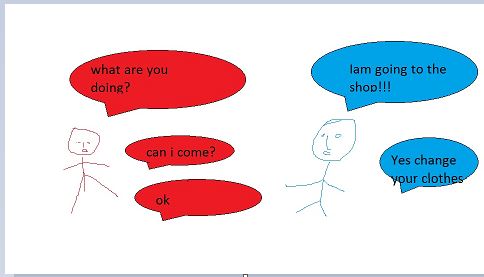 what are you
doing?
Iam going to the
shop!!!
can i come?
Yes change
your clothes
ok